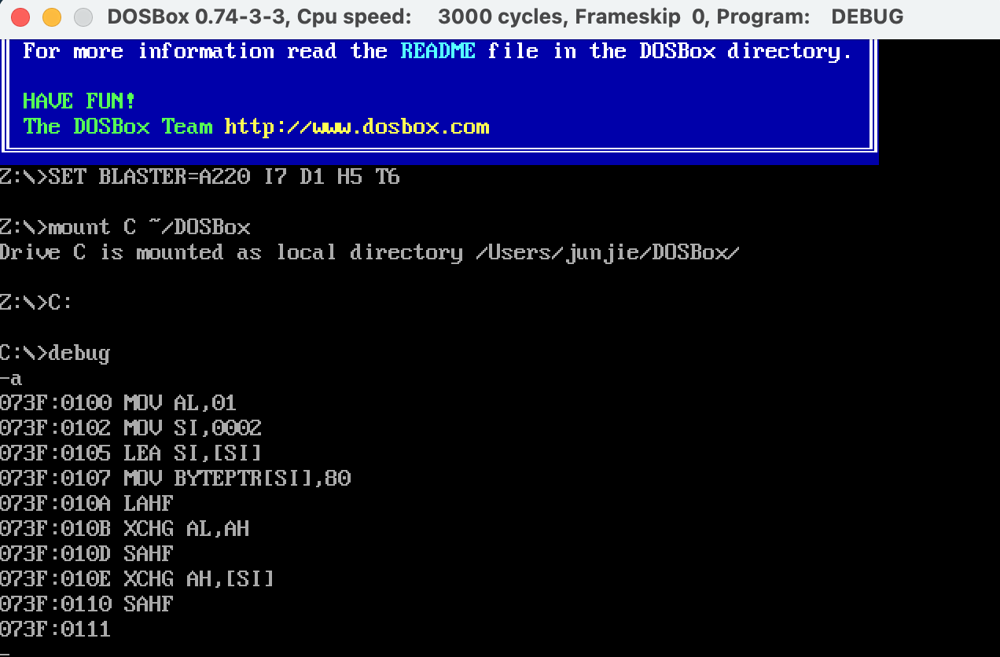 DOSBox 0.74-3-3, Cpu speed:    3000 cycles, Frameskip  0, Program:    DEBUG
For more information read the README file in the DOSBox directory.
HAVE FUN!
The DOSBox Team http://www.dosbox.com
Z:\>SET BLASTER=A220 I7 D1 H5 T6
Z:\>mount C ~/DOSBox
Drive C is mounted as local directory /Users/junjie/DOSBox/
Z:\>C:
C:\>debug
-a
073F:0100 MOV AL,01
073F:0102 MOV SI,0002
073F:0105 LEA SI,[SI]
073F:0107 MOV BYTEPTR[SI],80
073F:010A LAHF
073F:010B XCHG AL,AH
073F:010D SAHF
073F:010E XCHG AH,[SI]
073F:0110 SAHF
073F:0111
-